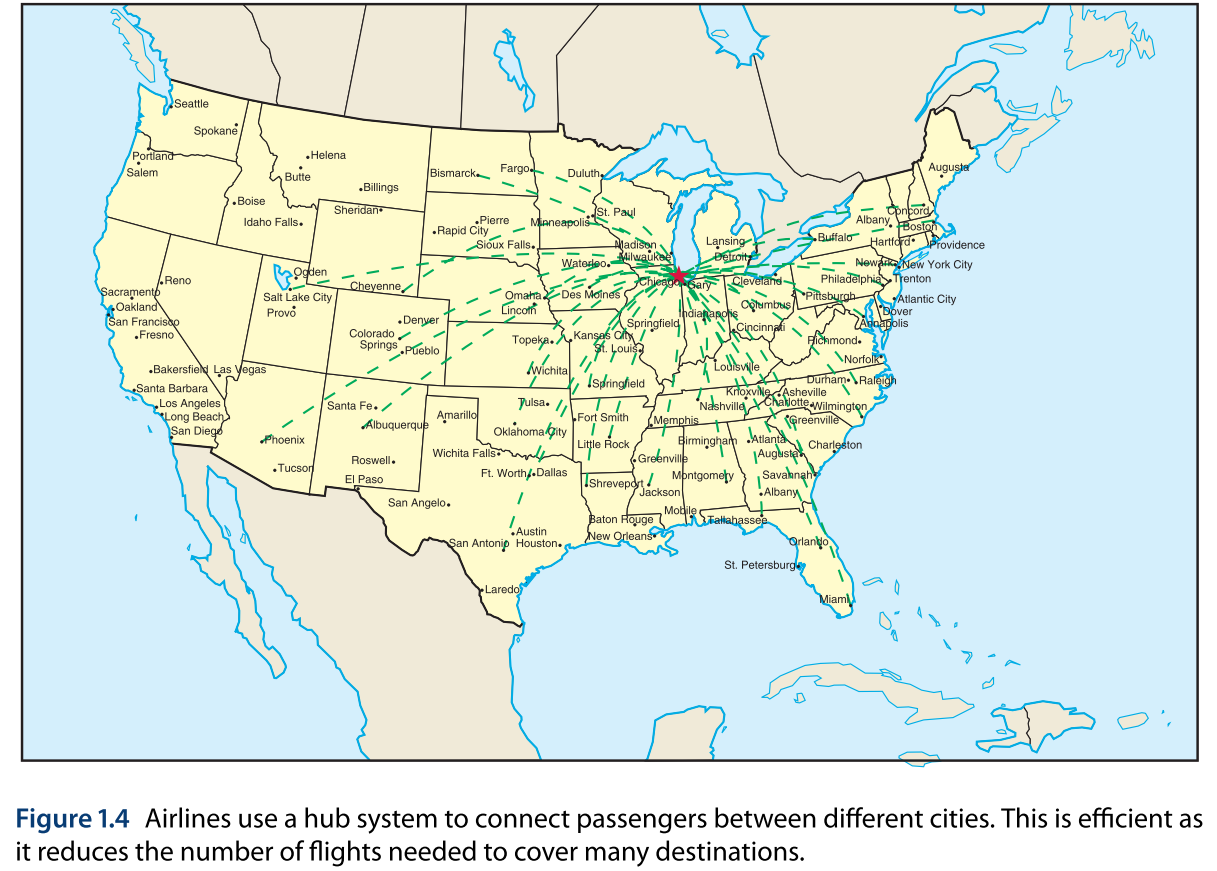 Seattle
Spokane
Portland
Salem
Helena
Butte
Billings
Boise
Idaho Falls
Sheridan
Bismarck
Fargo
Duluth
Pierre
Rapid City
Sioux Falls
Minneapolis
St. Paul
Madison
Milwaukee
Waterloo
Lansing
Detroit
Augusta
Concord
Albany
Boston
Buffalo
Hartford
Providence
Newark
New York City
Trenton
Philadelphia
Pittsburgh
Atlantic City
Dover
Annapolis
Cleveland
Chicago
Gary
Columbus
Indianapolis
Cincinnati
Richmond
Norfolk
Reno
Sacramento
Oakland
San Francisco
Fresno
Ogden
Salt Lake City
Provo
Cheyenne
Denver
Colorado
Springs
Pueblo
Omaha
Lincoln
Des Moines
Springfield
Topeka
Kansas City
St. Louis
Louisville
Wichita
Springfield
Bakersfield
Las Vegas
Santa Barbara
Los Angeles
Long Beach
San Diego
Phoenix
Tucson
Santa Fe
Albuquerque
Roswell
El Paso
Amarillo
Tulsa
Oklahoma City
Wichita Falls
Ft. Worth
Dallas
San Angelo
Austin
San Antonio
Houston
Laredo
Fort Smith
Little Rock
Shreveport
Baton Rouge
New Orleans
Memphis
Greenville
Jackson
Nashville
Knoxville
Asheville
Charlotte
Durham
Raleigh
Wilmington
Greenville
Birmingham
Montgomery
Mobile
Atlanta
Augusta
Charleston
Savannah
Albany
Tallahassee
Orlando
St. Petersburg
Miami
Figure 1.4 Airlines use a hub system to connect passengers between different cities. This is efficient as
it reduces the number of flights needed to cover many destinations.